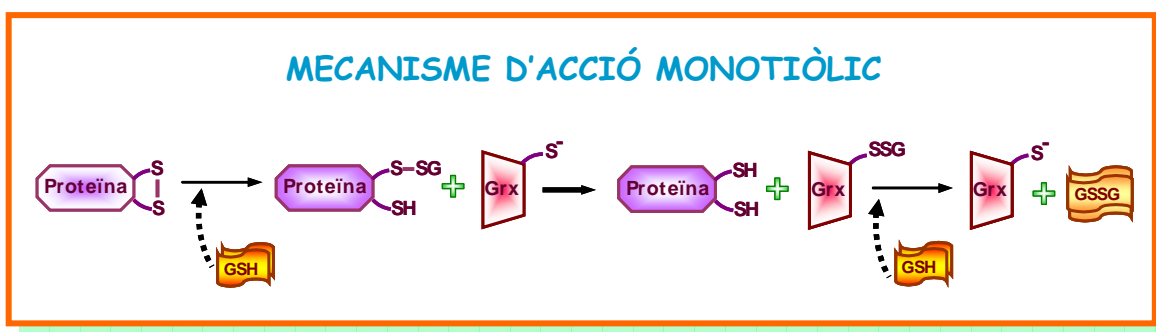 MECANISME D'ACCIÓ MONOTIÒLIC
Proteïna S S
GSH
Proteïna S-SG SH
Grx S-
Proteïna SH SH
Grx SSG
GSH
Grx S-
GSSG